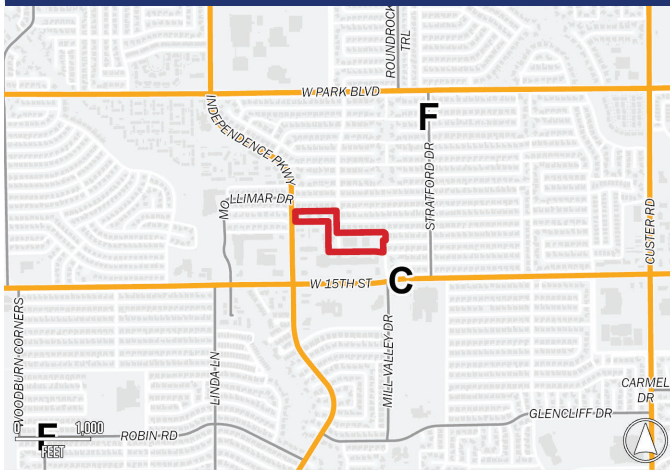 ROUNDROCK
TRL
W PARK BLVD
F
INDEPENDENCE PKWY
MOLLIMAR DR
STRATFORD DR
CUSTER RD
W 15TH ST
C
WOODBURN CORNERS
LINDA LN
MILL VALLEY DR
CARMEL
DR
GLENCLIFF DR
ROBIN RD
F
0 1,000
FEET